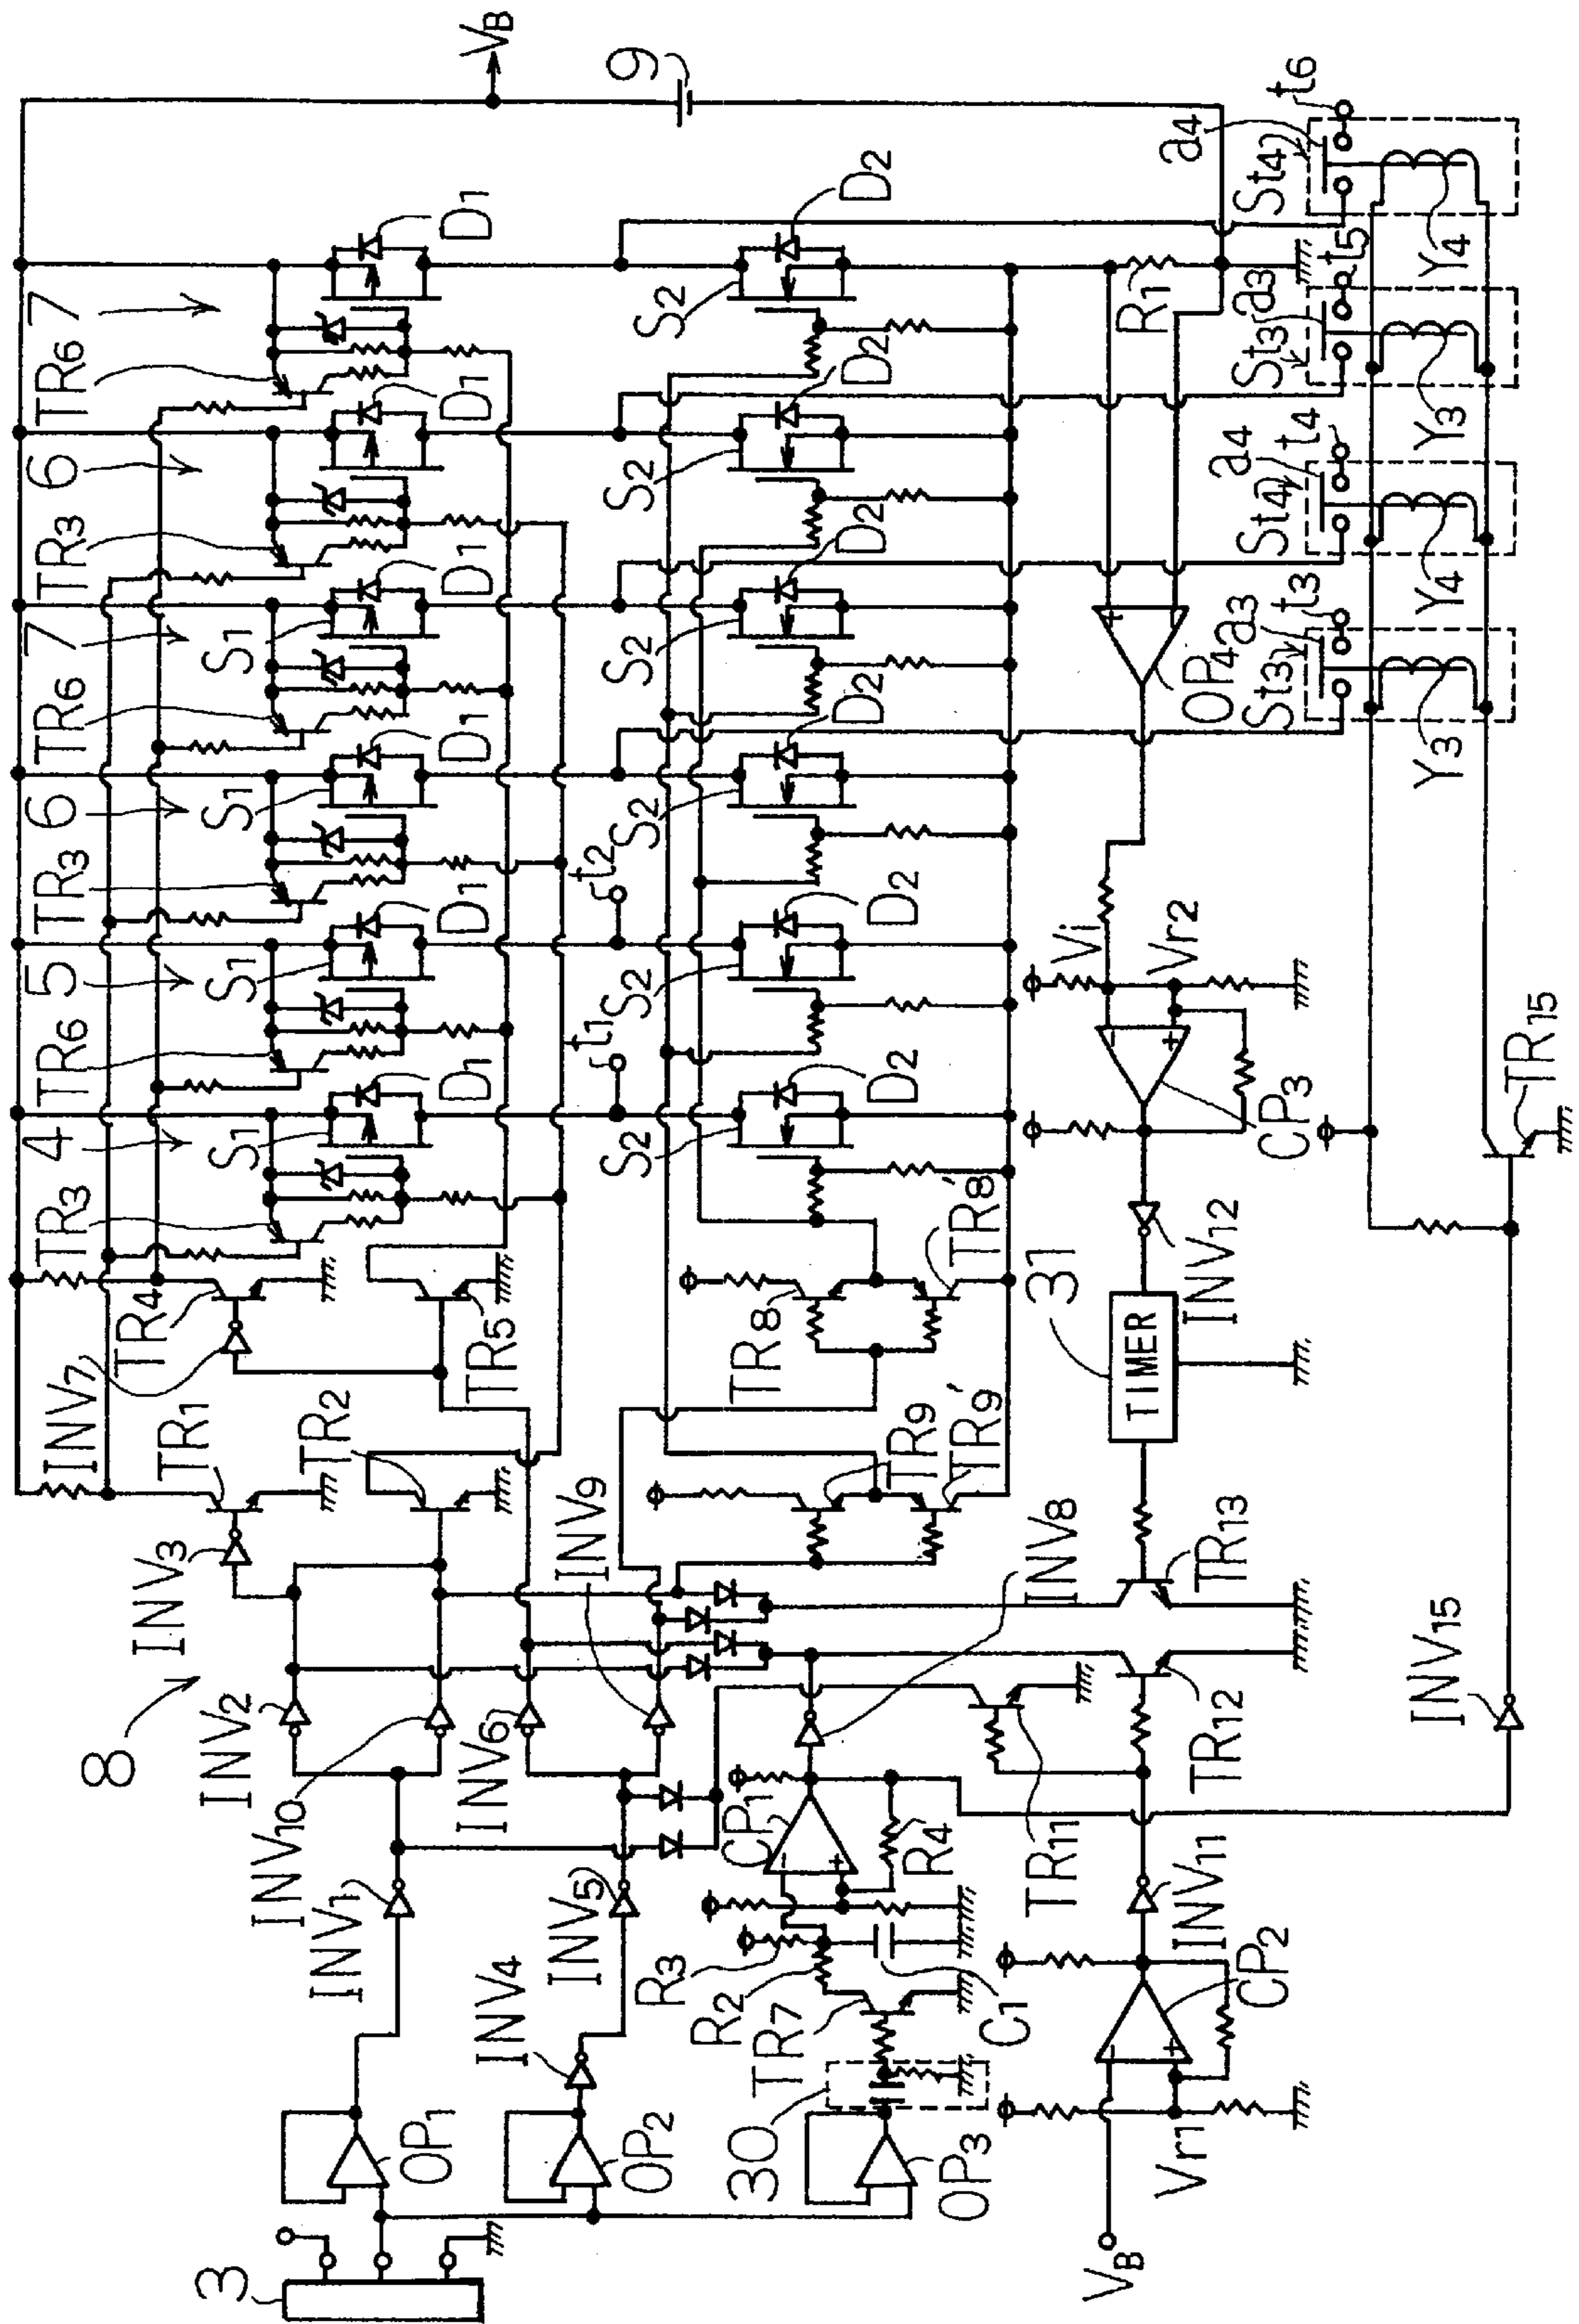 VB
9
7
TR6
D1
6
TR3
D1
7
TR6
S1
D1
6
TR3
S1
D1
5
TR6
S1
D1
4
TR3
S1
D1
S2
D2
S2
D2
S2
D2
S2
D2
t2
S2
D2
t1
S2
D2
INV7
TR4
TR5
TR1
TR2
INV3
TR8
TR8'
TR9
TR9'
INV9
INV8
8
INV2
INV10
INV6
INV1
INV5
INV4
OP1
OP2
OP3
3
30
R3
R2
TR7
C1
CP1
- +
R4
TR11
TR12
TR13
INV11
CP2
- +
Vr1
VB
R1
OP4
+ -
Vi
Vr2
- +
CP3
INV12
31
TIMER
INV15
TR15
a4
t6
St4
Y4
a3
t5
St3
Y3
a4
t4
St4
Y4
a3
t3
St3
Y3